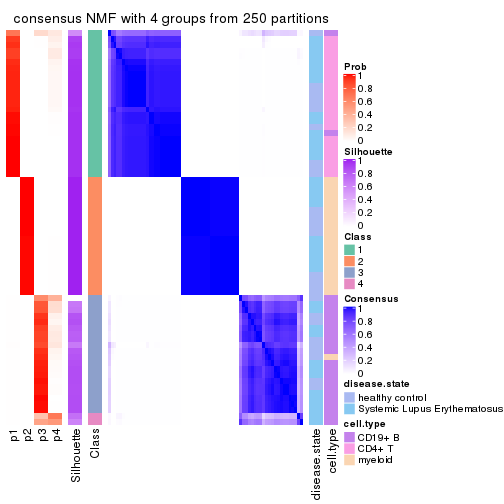 consensus NMF with 4 groups from 250 partitions
Prob
1
0.8
0.6
0.4
0.2
0
Silhouette
1
0.8
0.6
0.4
0.2
0
Class
1
2
3
4
Consensus
1
0.8
0.6
0.4
0.2
0
disease.state
healthy control
Systemic Lupus Erythematosus
cell.type
CD19+ B
CD4+ T
myeloid
p1
p2
p3
p4
Silhouette
Class
disease.state
cell.type